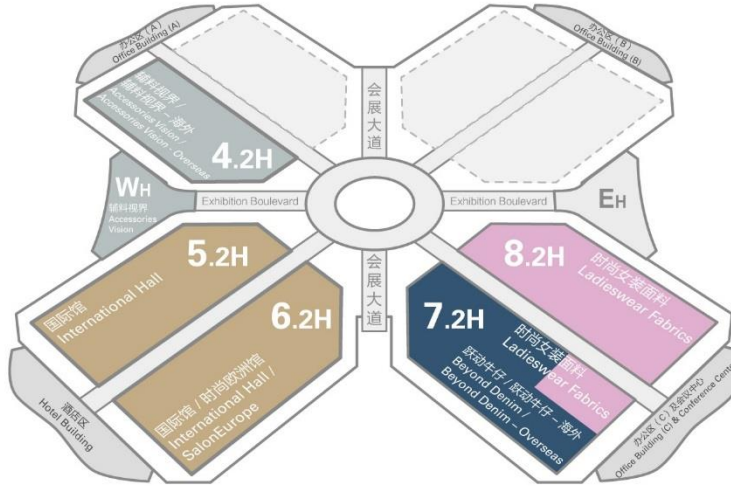 办公区 (A)
Office Building (A)
办公区 (B)
Office Building (B)
辅料视界 /
辅料视界 – 海外
Accessories Vision /
Accessories Vision - Overseas
4.2H
会展大道
WH
辅料视界
Accessories
Vision
Exhibition Boulevard
Exhibition Boulevard
EH
5.2H
国际馆
International Hall
会展大道
8.2H
时尚女装面料
Ladieswear Fabrics
6.2H
国际馆 / 时尚欧洲馆
International Hall /
SalonEurope
7.2H
时尚女装面料
Ladieswear Fabrics
跃动牛仔 / 跃动牛仔 – 海外
Beyond Denim /
Beyond Denim – Overseas
酒店区
Hotel Building
办公区 (C) 及会议中心
Office Building (C) & Conference Center